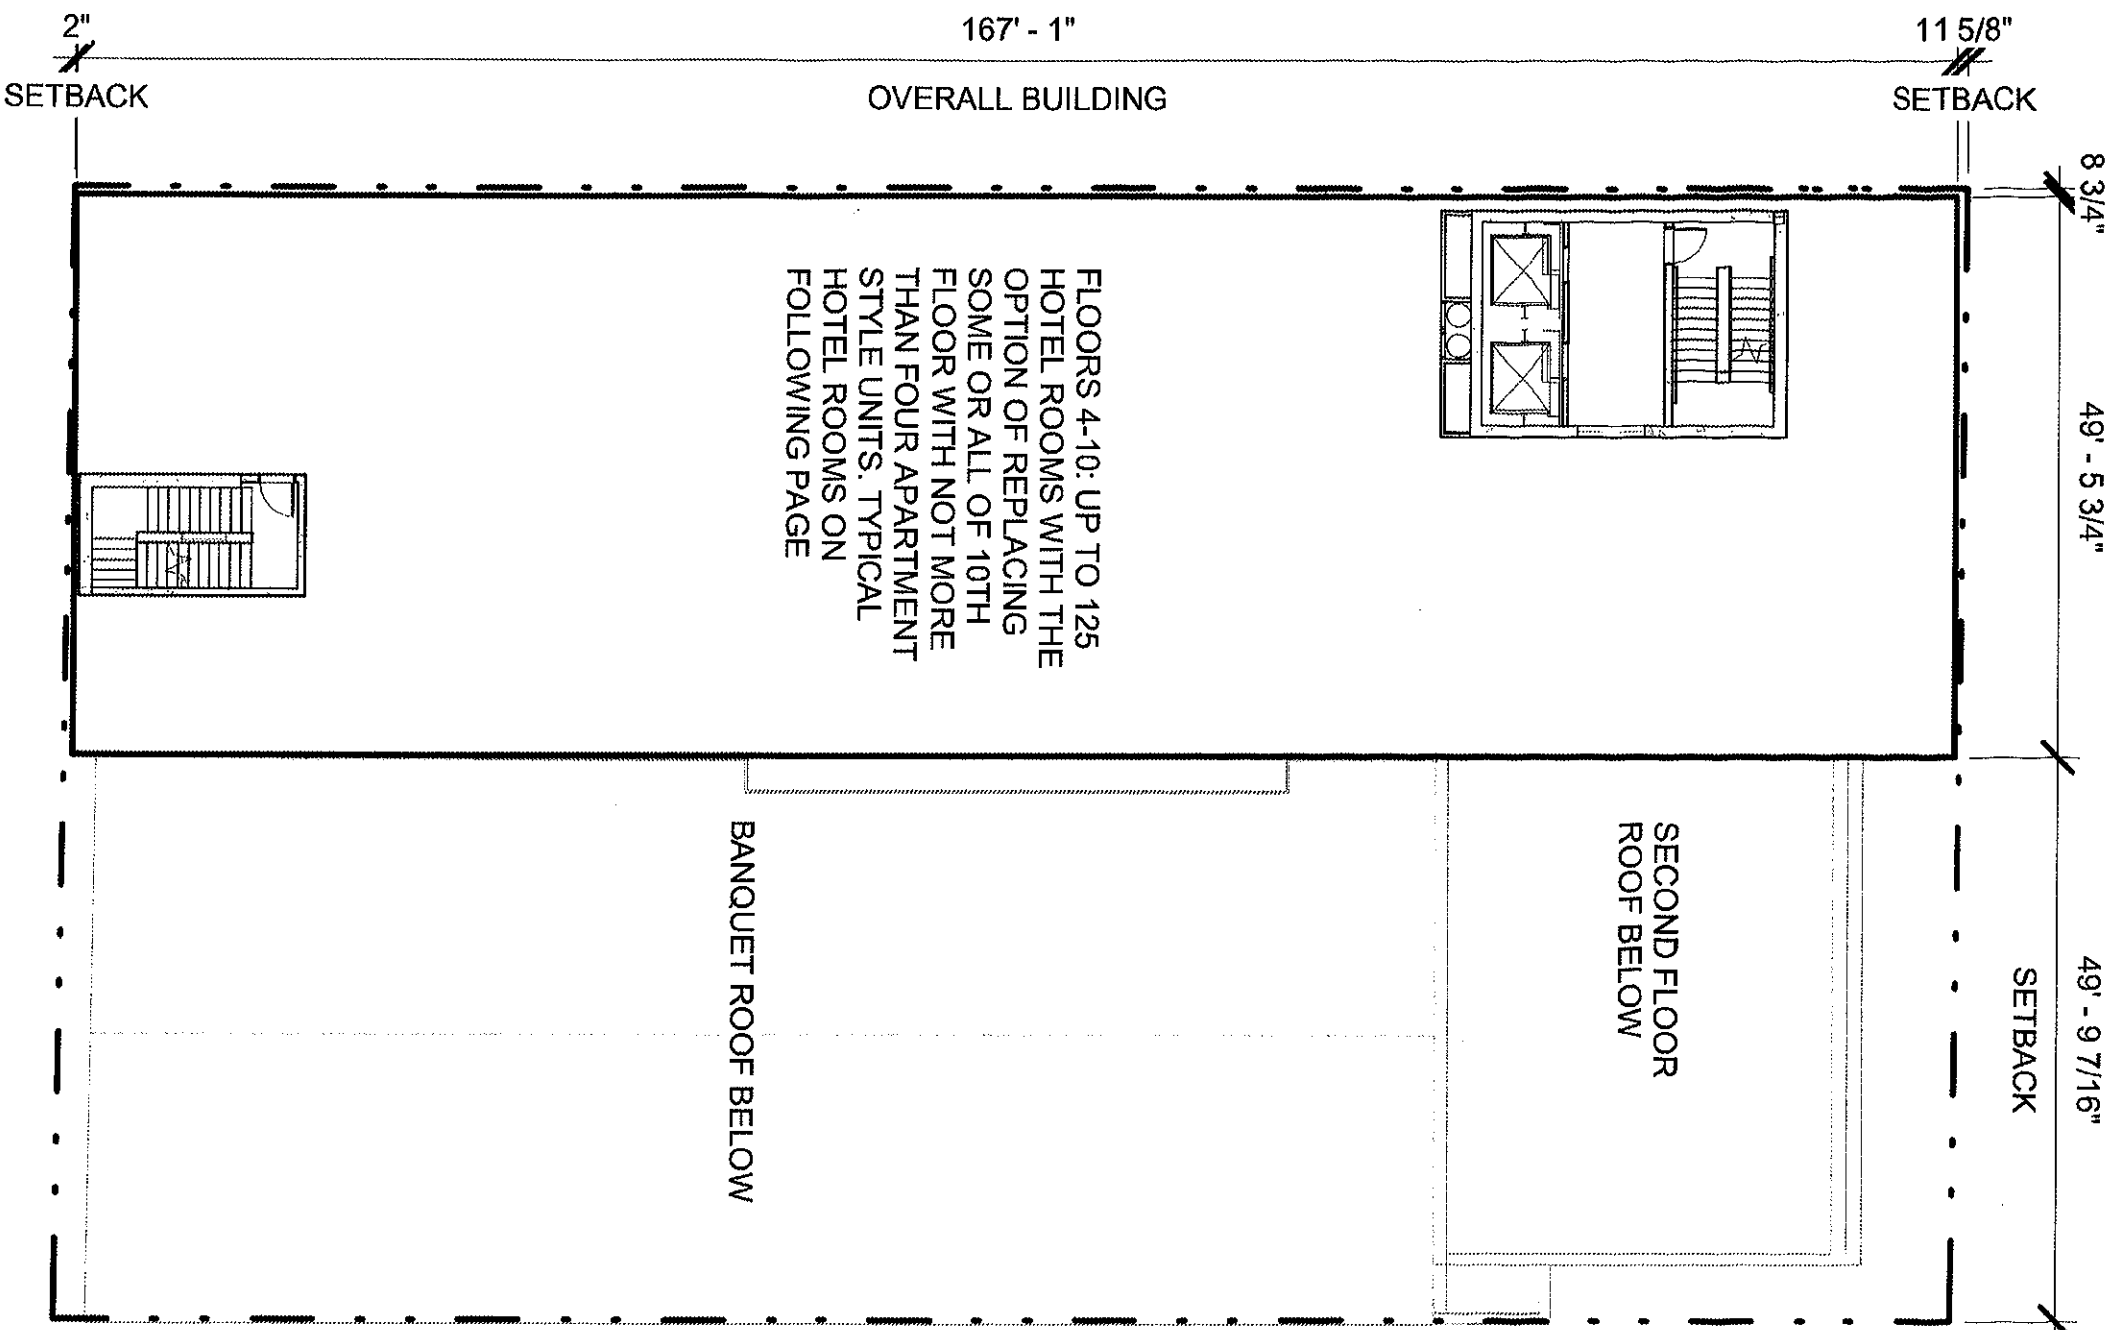 2"
167' - 1"
11 5/8"
SETBACK
OVERALL BUILDING
SETBACK
8 3/4"
49' - 5 3/4"
49' - 9 7/16"
SETBACK
FLOORS 4-10: UP TO 125
HOTEL ROOMS WITH THE
OPTION OF REPLACING
SOME OR ALL OF 10TH
FLOOR WITH NOT MORE
THAN FOUR APARTMENT
STYLE UNITS. TYPICAL
HOTEL ROOMS ON
FOLLOWING PAGE
SECOND FLOOR
ROOF BELOW
BANQUET ROOF BELOW